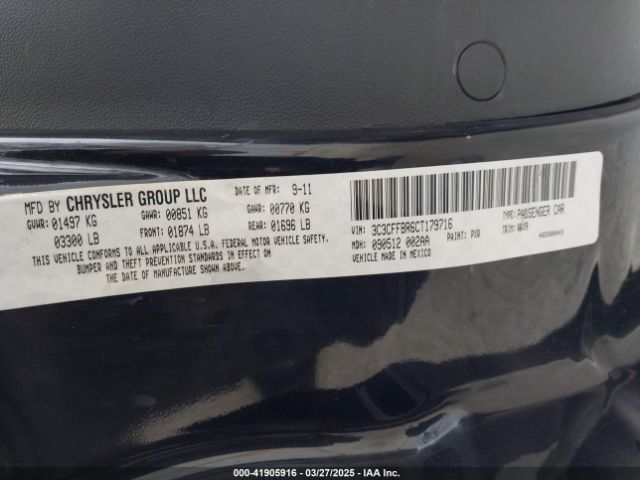 MFD BY CHRYSLER GROUP LLC
DATE OF MFR: 9-11
GVWR: 01497 KG
GAWR: 00851 KG
GAWR: 00770 KG
03300 LB
FRONT: 01874 LB
REAR: 01696 LB
THIS VEHICLE CONFORMS TO ALL APPLICABLE U.S.A. FEDERAL MOTOR VEHICLE SAFETY,
BUMPER AND THEFT PREVENTION STANDARDS IN EFFECT ON
THE DATE OF MANUFACTURE SHOWN ABOVE.
VIN: 3C3CFFBR6CT179716
TYPE: PASSENGER CAR
MDH: 090512 002AA
PAINT: PXR
TRIM:
VEHICLE MADE IN MEXICO
(000) - 41905916 - 03/27/2025 - IAA Inc.